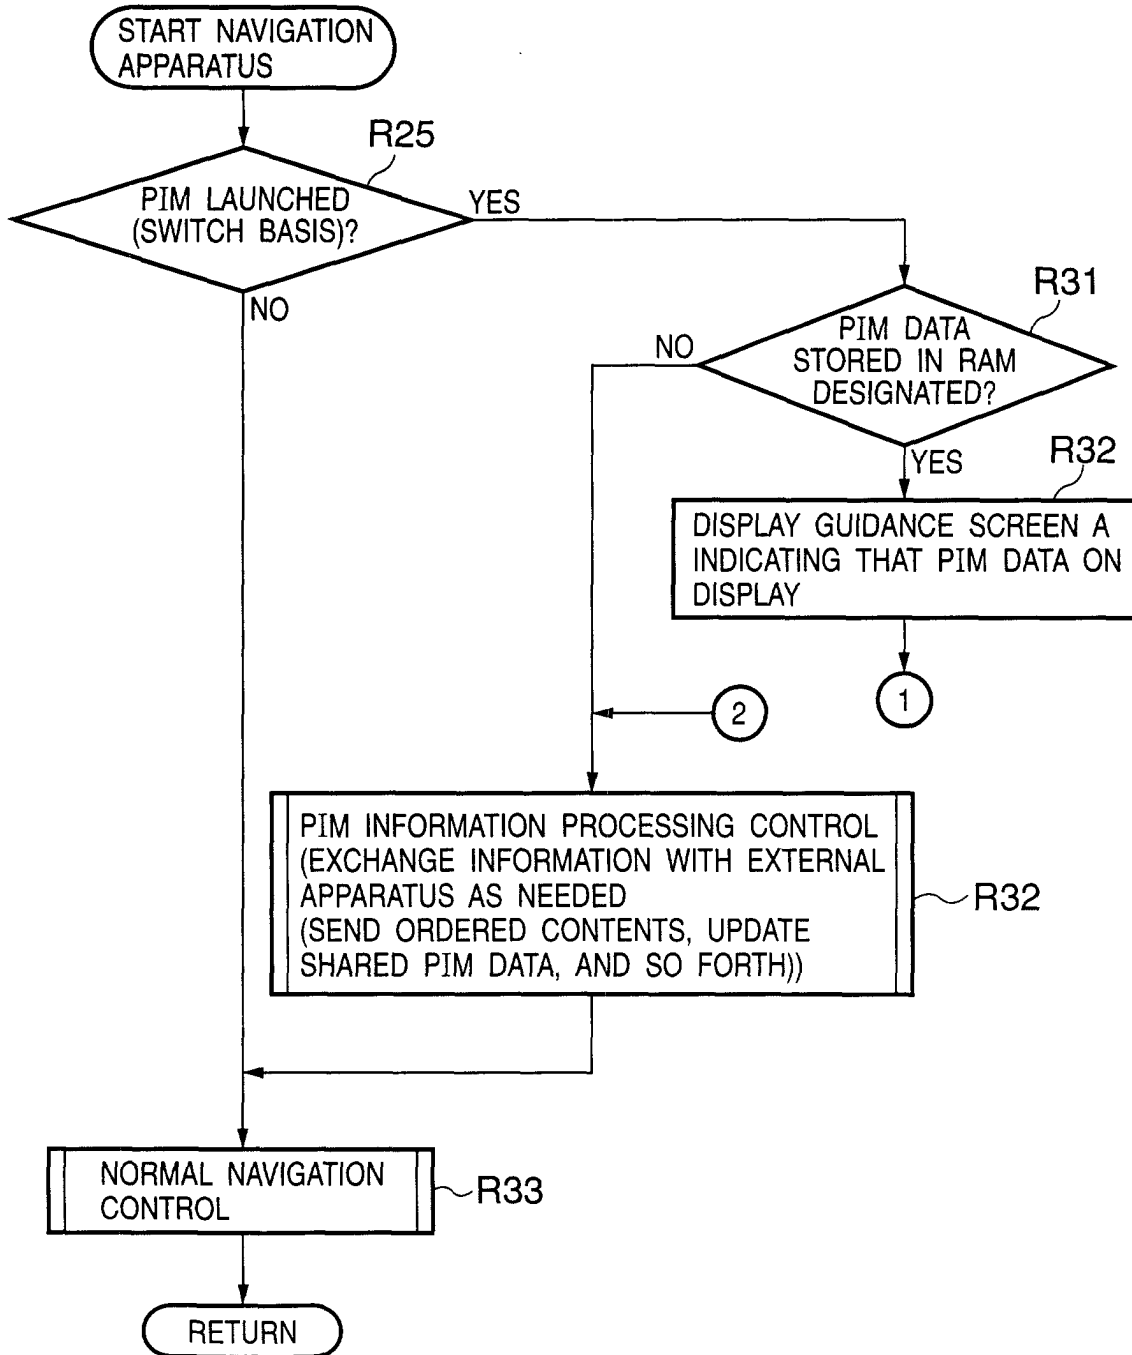 START NAVIGATION
APPARATUS
R25
PIM LAUNCHED
(SWITCH BASIS)?
YES
NO
R31
PIM DATA
STORED IN RAM
DESIGNATED?
NO
YES
R32
DISPLAY GUIDANCE SCREEN A
INDICATING THAT PIM DATA ON
DISPLAY
2
1
PIM INFORMATION PROCESSING CONTROL
(EXCHANGE INFORMATION WITH EXTERNAL
APPARATUS AS NEEDED
(SEND ORDERED CONTENTS, UPDATE
SHARED PIM DATA, AND SO FORTH))
R32
NORMAL NAVIGATION
CONTROL
R33
RETURN